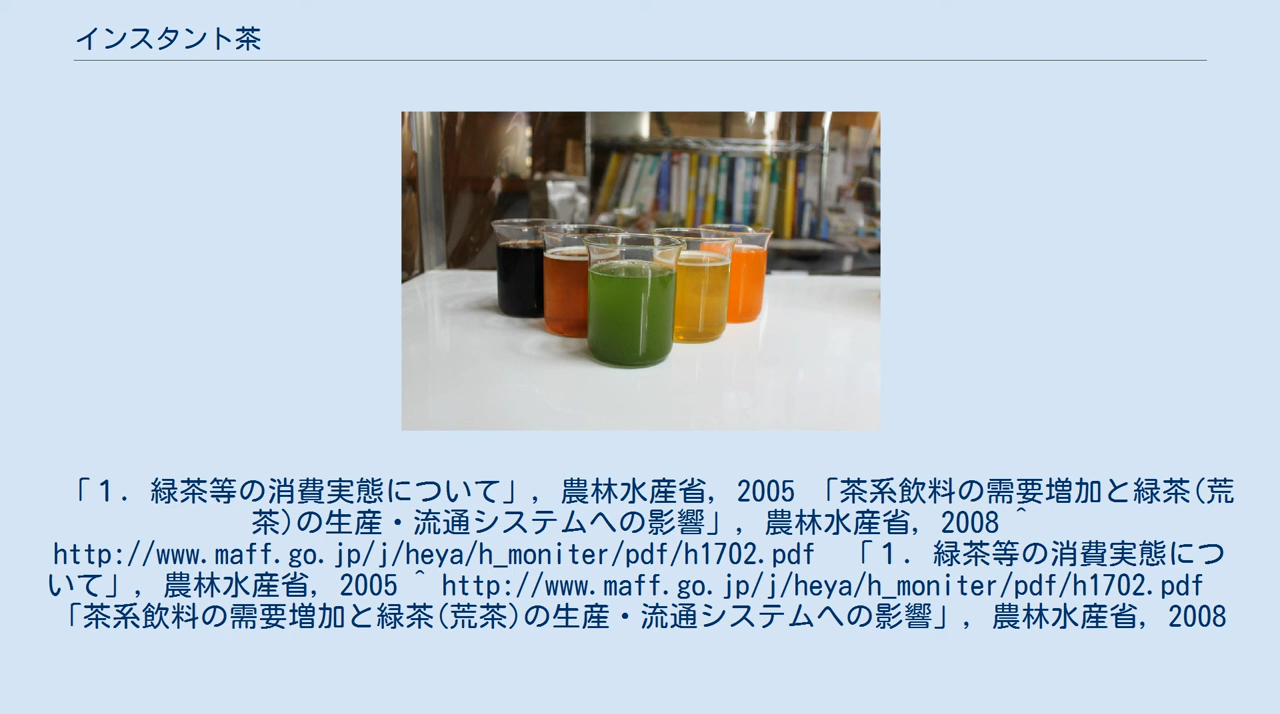 インスタント茶
「１．緑茶等の消費実態について」, 農林水産省, 2005 「茶系飲料の需要増加と緑茶(荒
茶)の生産・流通システムへの影響」, 農林水産省, 2008 ^
http://www.maff.go.jp/j/heya/h_moniter/pdf/h1702.pdf 「１．緑茶等の消費実態につ
いて」, 農林水産省, 2005 ^ http://www.maff.go.jp/j/heya/h_moniter/pdf/h1702.pdf
「茶系飲料の需要増加と緑茶(荒茶)の生産・流通システムへの影響」, 農林水産省, 2008